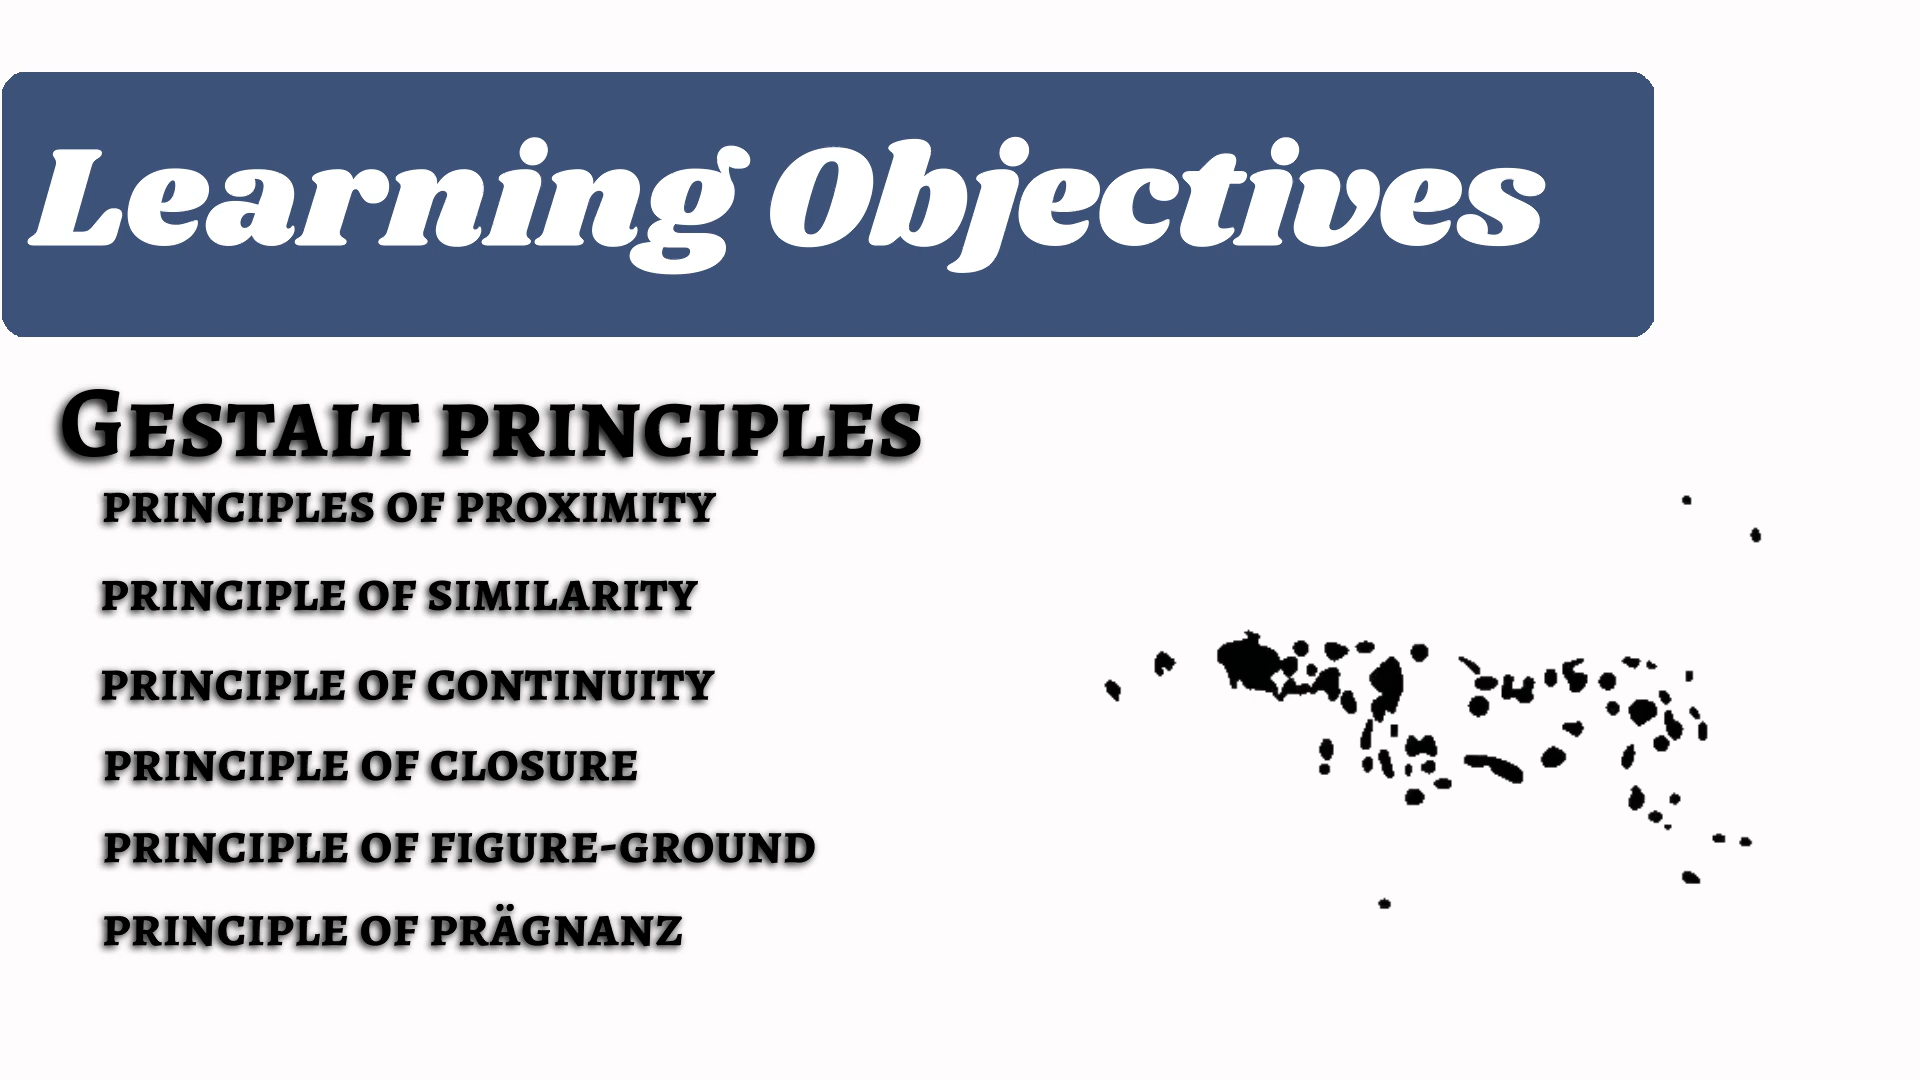 Learning Objectives
Gestalt principles
principles of proximity
principle of similarity
principle of continuity
principle of closure
principle of figure-ground
principle of prägnanz